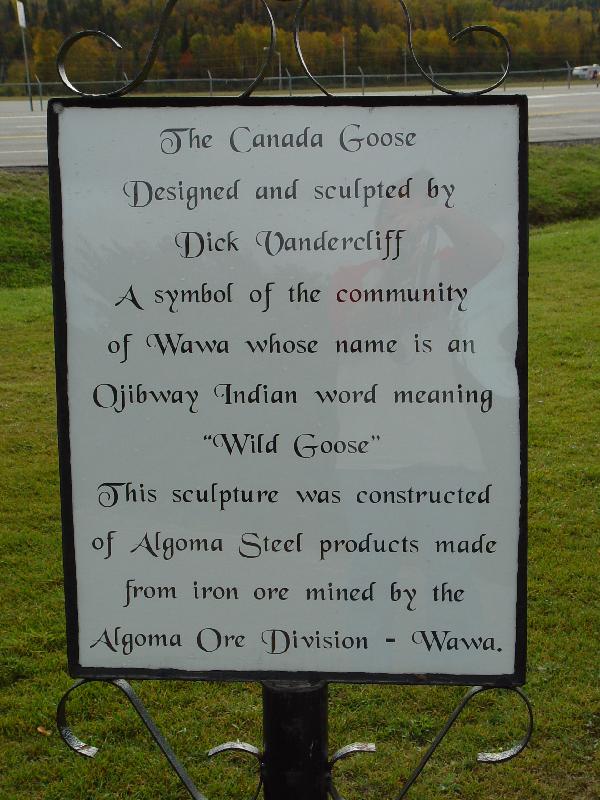 The Canada Goose
Designed and sculpted by
Dick Vandercliff
A symbol of the community
of Wawa whose name is an
Ojibway Indian word meaning
"Wild Goose"
This sculpture was constructed
of Algoma Steel products made
from iron ore mined by the
Algoma Ore Division - Wawa.